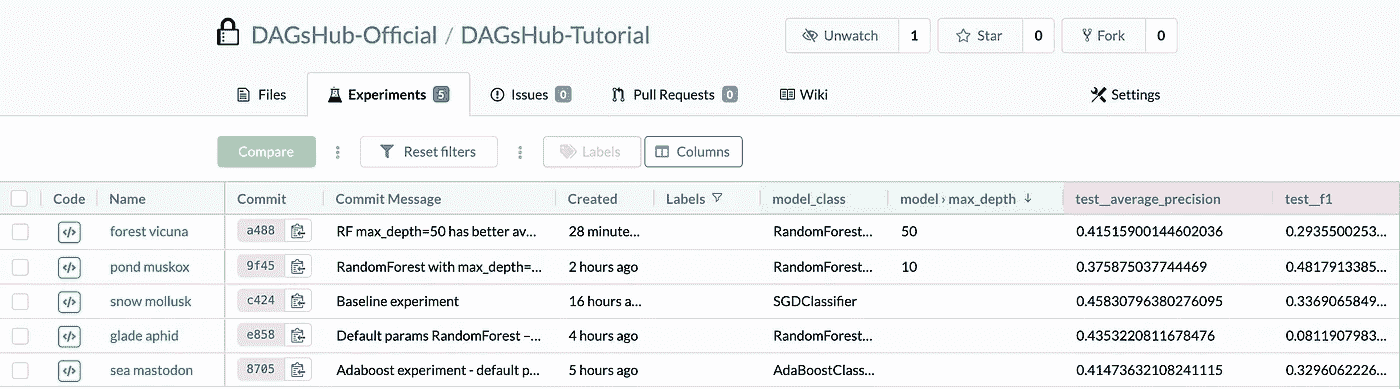 DAGsHub-Official / DAGsHub-Tutorial Unwatch 1 Star 0 Fork 0
Files Experiments 5 Issues 0 Pull Requests 0 Wiki Settings
Compare Reset filters Labels Columns
Code Name Commit Commit Message Created Labels model_class model › max_depth ↓ test__average_precision test__f1
forest vicuna a488 RF max_depth=50 has better av... 28 minute... RandomForest... 50 0.41515900144602036 0.2935500253...
pond muskox 9f45 RandomForest with max_depth=... 2 hours ago RandomForest... 10 0.375875037744469 0.4817913385...
snow mollusk c424 Baseline experiment 16 hours a... SGDClassifier 0.45830796380276095 0.3369065849...
glade aphid e858 Default params RandomForest –... 4 hours ago RandomForest... 0.4353220811678476 0.0811907983...
sea mastodon 8705 Adaboost experiment - default p... 5 hours ago AdaBoostClass... 0.41473632108241115 0.3296062226...